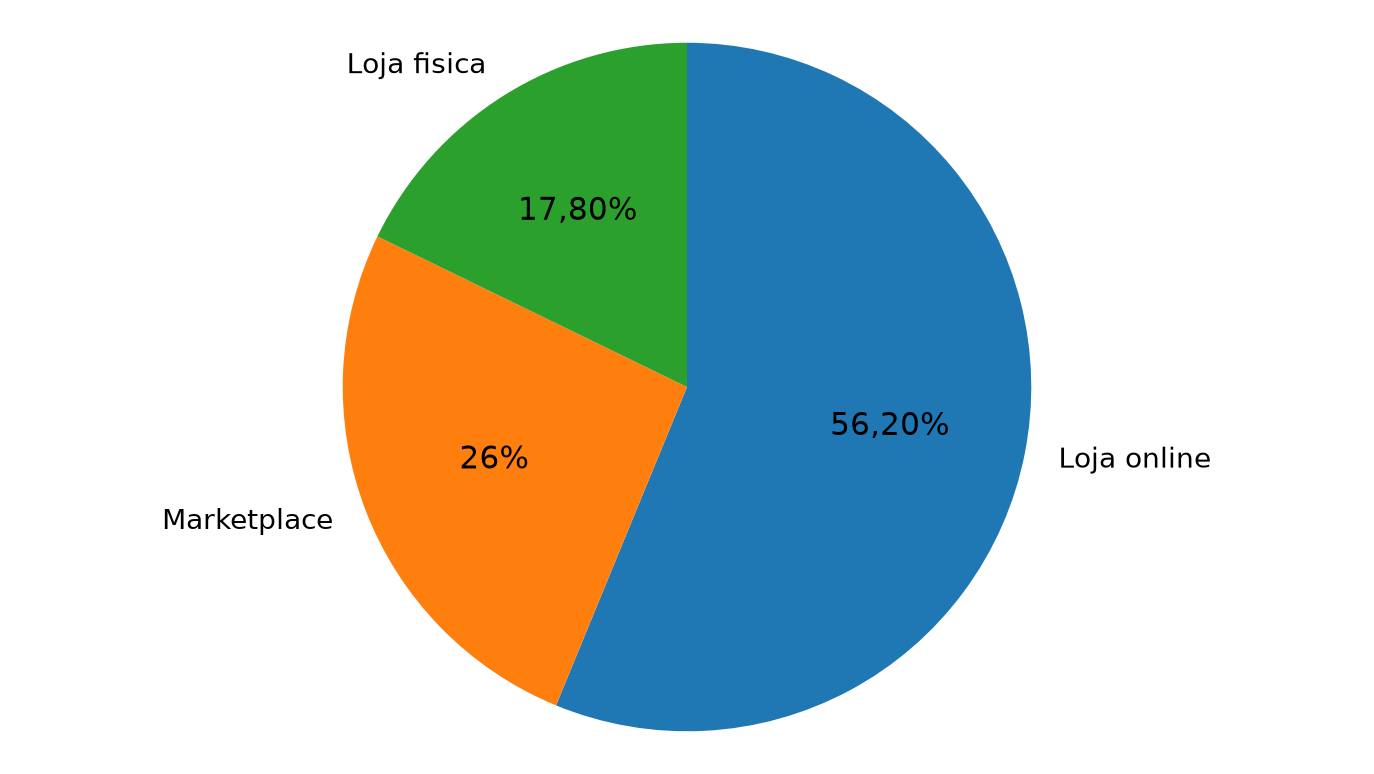 Loja fisica
17,80%
56,20%
26%
Loja online
Marketplace